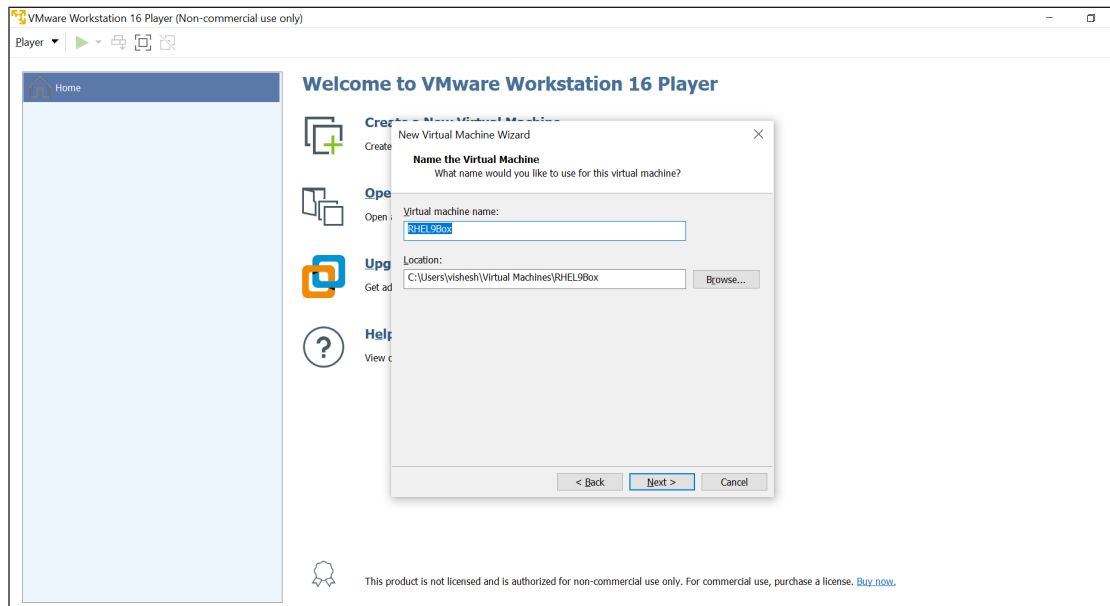 VMware Workstation 16 Player (Non-commercial use only)
Player
Home
Welcome to VMware Workstation 16 Player
Create a New Virtual Machine
Create
New Virtual Machine Wizard
Name the Virtual Machine
What name would you like to use for this virtual machine?
Ope
Open
Virtual machine name:
RHEL9Box
Upg
Get ad
Location:
C:\Users\vishesh\Virtual Machines\RHEL9Box
Browse...
Help
View
< Back
Next >
Cancel
This product is not licensed and is authorized for non-commercial use only. For commercial use, purchase a license. Buy now.